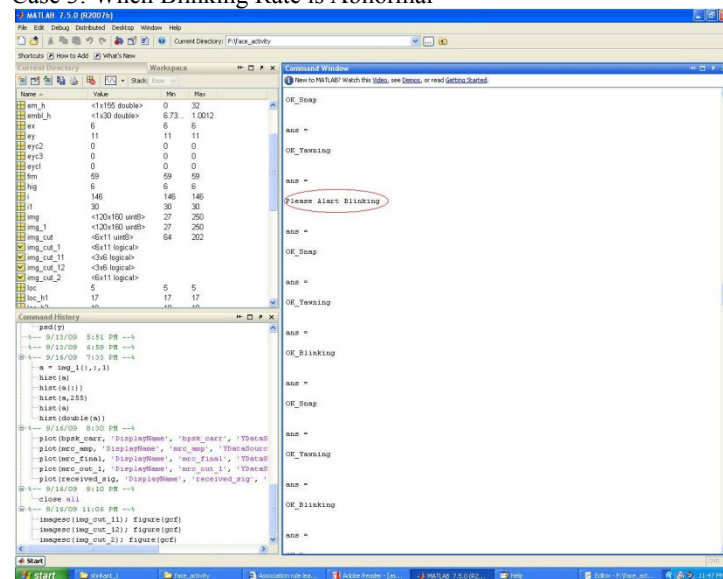 Case 3: When Blinking Rate is Abnormal
MATLAB 7.5.0 (R2007b)
File Edit Debug Distributed Desktop Window Help
Current Directory: F:\face_activity
Shortcuts How to Add What's New
Current Directory Workspace
Stack: Base
Name Value Min Max
ern_h <1x155 double> 0 32
embl_h <1x30 double> 6.73... 1.0012
ex 6 6 6
ey 11 11 11
eyc2 0 0 0
eyc3 0 0 0
eycl 0 0 0
frn 59 59 59
hig 6 6 6
i 146 146 146
i1 30 30 30
img <120x160 uint8> 27 250
img_1 <120x160 uint8> 27 250
img_cut <6x11 uint8> 64 202
img_cut_1 <6x11 logical>
img_cut_11 <3x6 logical>
img_cut_12 <3x6 logical>
img_cut_2 <6x11 logical>
loc 5 5 5
loc_h1 17 17 17
Command History
psd(y)
%-- 9/13/09 5:51 PM --%
%-- 9/13/09 6:59 PM --%
%-- 9/16/09 7:33 PM --%
a = img_1(:,:,1)
hist(a)
hist(a(:))
hist(a,255)
hist(a)
hist(double(a))
%-- 9/16/09 8:30 PM --%
plot(bpsk_carr, 'DisplayName', 'bpsk_carr', 'YDataS
plot(mrc_amp, 'DisplayName', 'mrc_amp', 'YDataSourc
plot(mrc_final, 'DisplayName', 'mrc_final', 'YDataS
plot(mrc_out_1, 'DisplayName', 'mrc_out_1', 'YDataS
plot(received_sig, 'DisplayName', 'received_sig', '
%-- 9/16/09 9:10 PM --%
close all
%-- 9/16/09 11:06 PM --%
imagesc(img_cut_11); figure(gcf)
imagesc(img_cut_12); figure(gcf)
imagesc(img_cut_2); figure(gcf)
Command Window
New to MATLAB? Watch this Video, see Demos, or read Getting Started.
OK_Snap
ans =
OK_Yawning
ans =
Please Alart Blinking
ans =
OK_Snap
ans =
OK_Yawning
ans =
OK_Blinking
ans =
OK_Snap
ans =
OK_Yawning
ans =
OK_Blinking
ans =
Start
OVR
start shrikant_1 face_activity Association rule lea... Adobe Reader - [as... MATLAB 7.5.0 (R2... Help Editor - F:\face_act... 11:47 PM